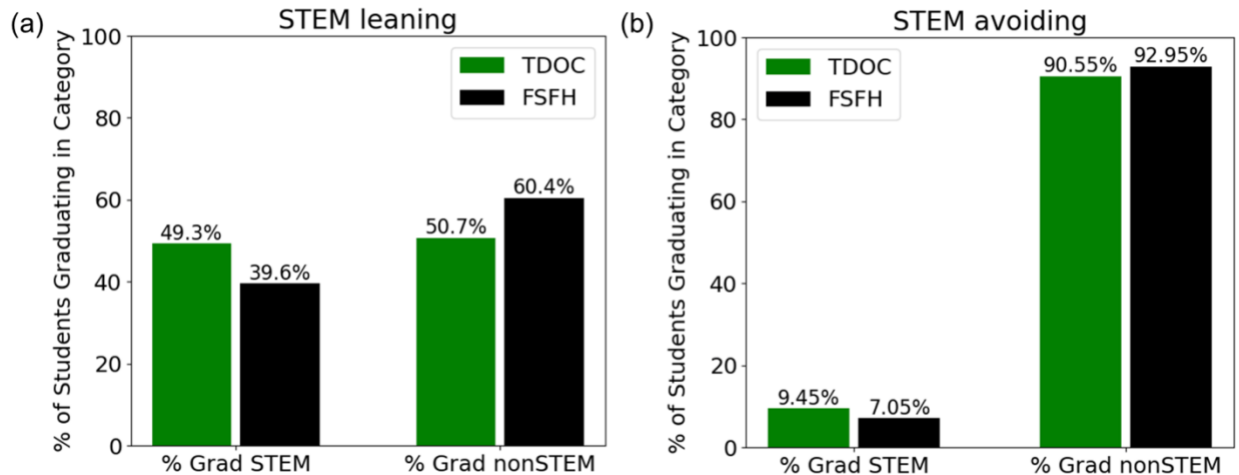 (a)
STEM leaning
% of Students Graduating in Category
100
80
60
40
20
0
TDOC
FSFH
49.3%
39.6%
50.7%
60.4%
% Grad STEM
% Grad nonSTEM
(b)
STEM avoiding
% of Students Graduating in Category
100
80
60
40
20
0
TDOC
FSFH
9.45%
7.05%
90.55%
92.95%
% Grad STEM
% Grad nonSTEM